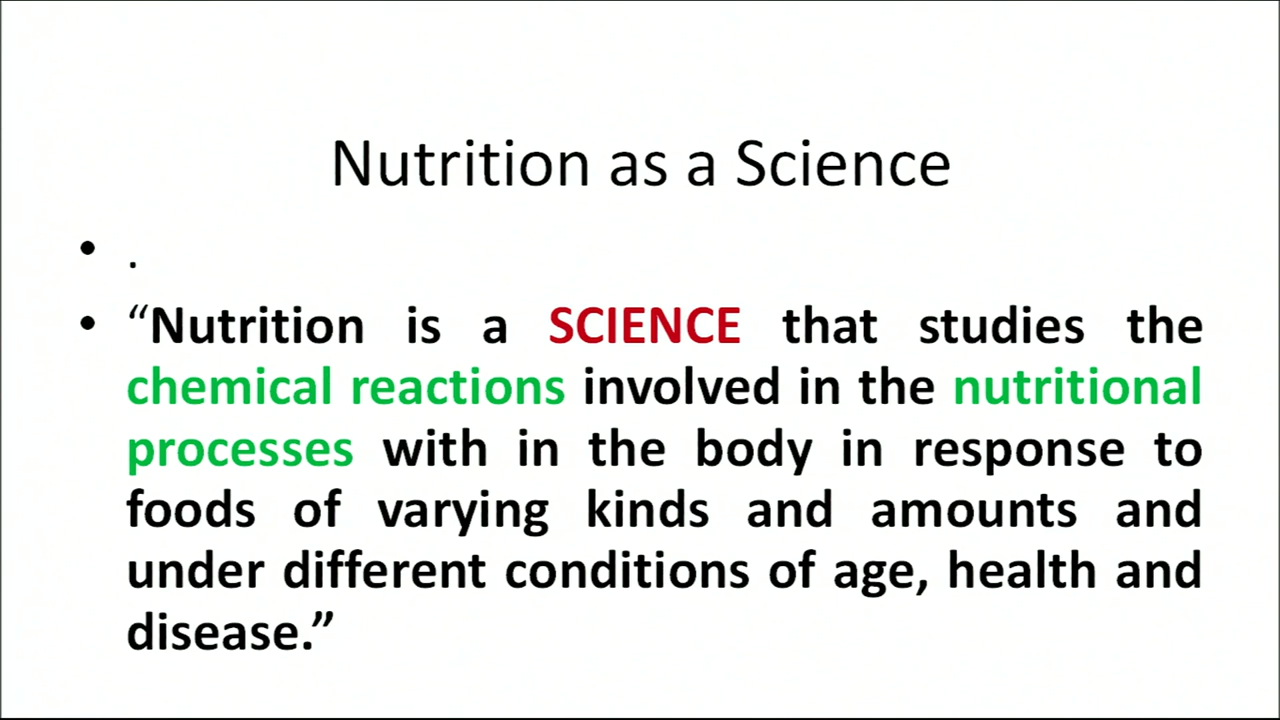 Nutrition as a Science
• .
• “Nutrition is a SCIENCE that studies the
chemical reactions involved in the nutritional
processes with in the body in response to
foods of varying kinds and amounts and
under different conditions of age, health and
disease.”